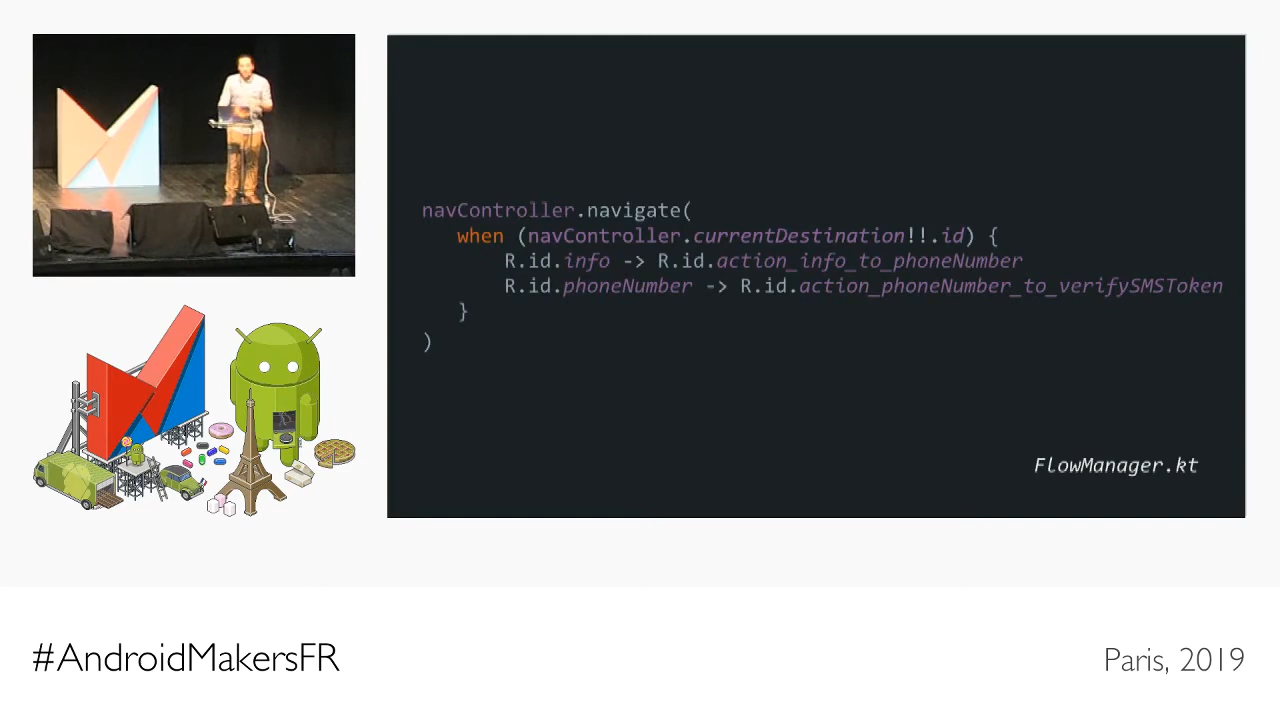 navController.navigate(
when (navController.currentDestination!!.id) {
R.id.info -> R.id.action_info_to_phoneNumber
R.id.phoneNumber -> R.id.action_phoneNumber_to_verifySMSToken
}
)
FlowManager.kt
#AndroidMakersFR
Paris, 2019